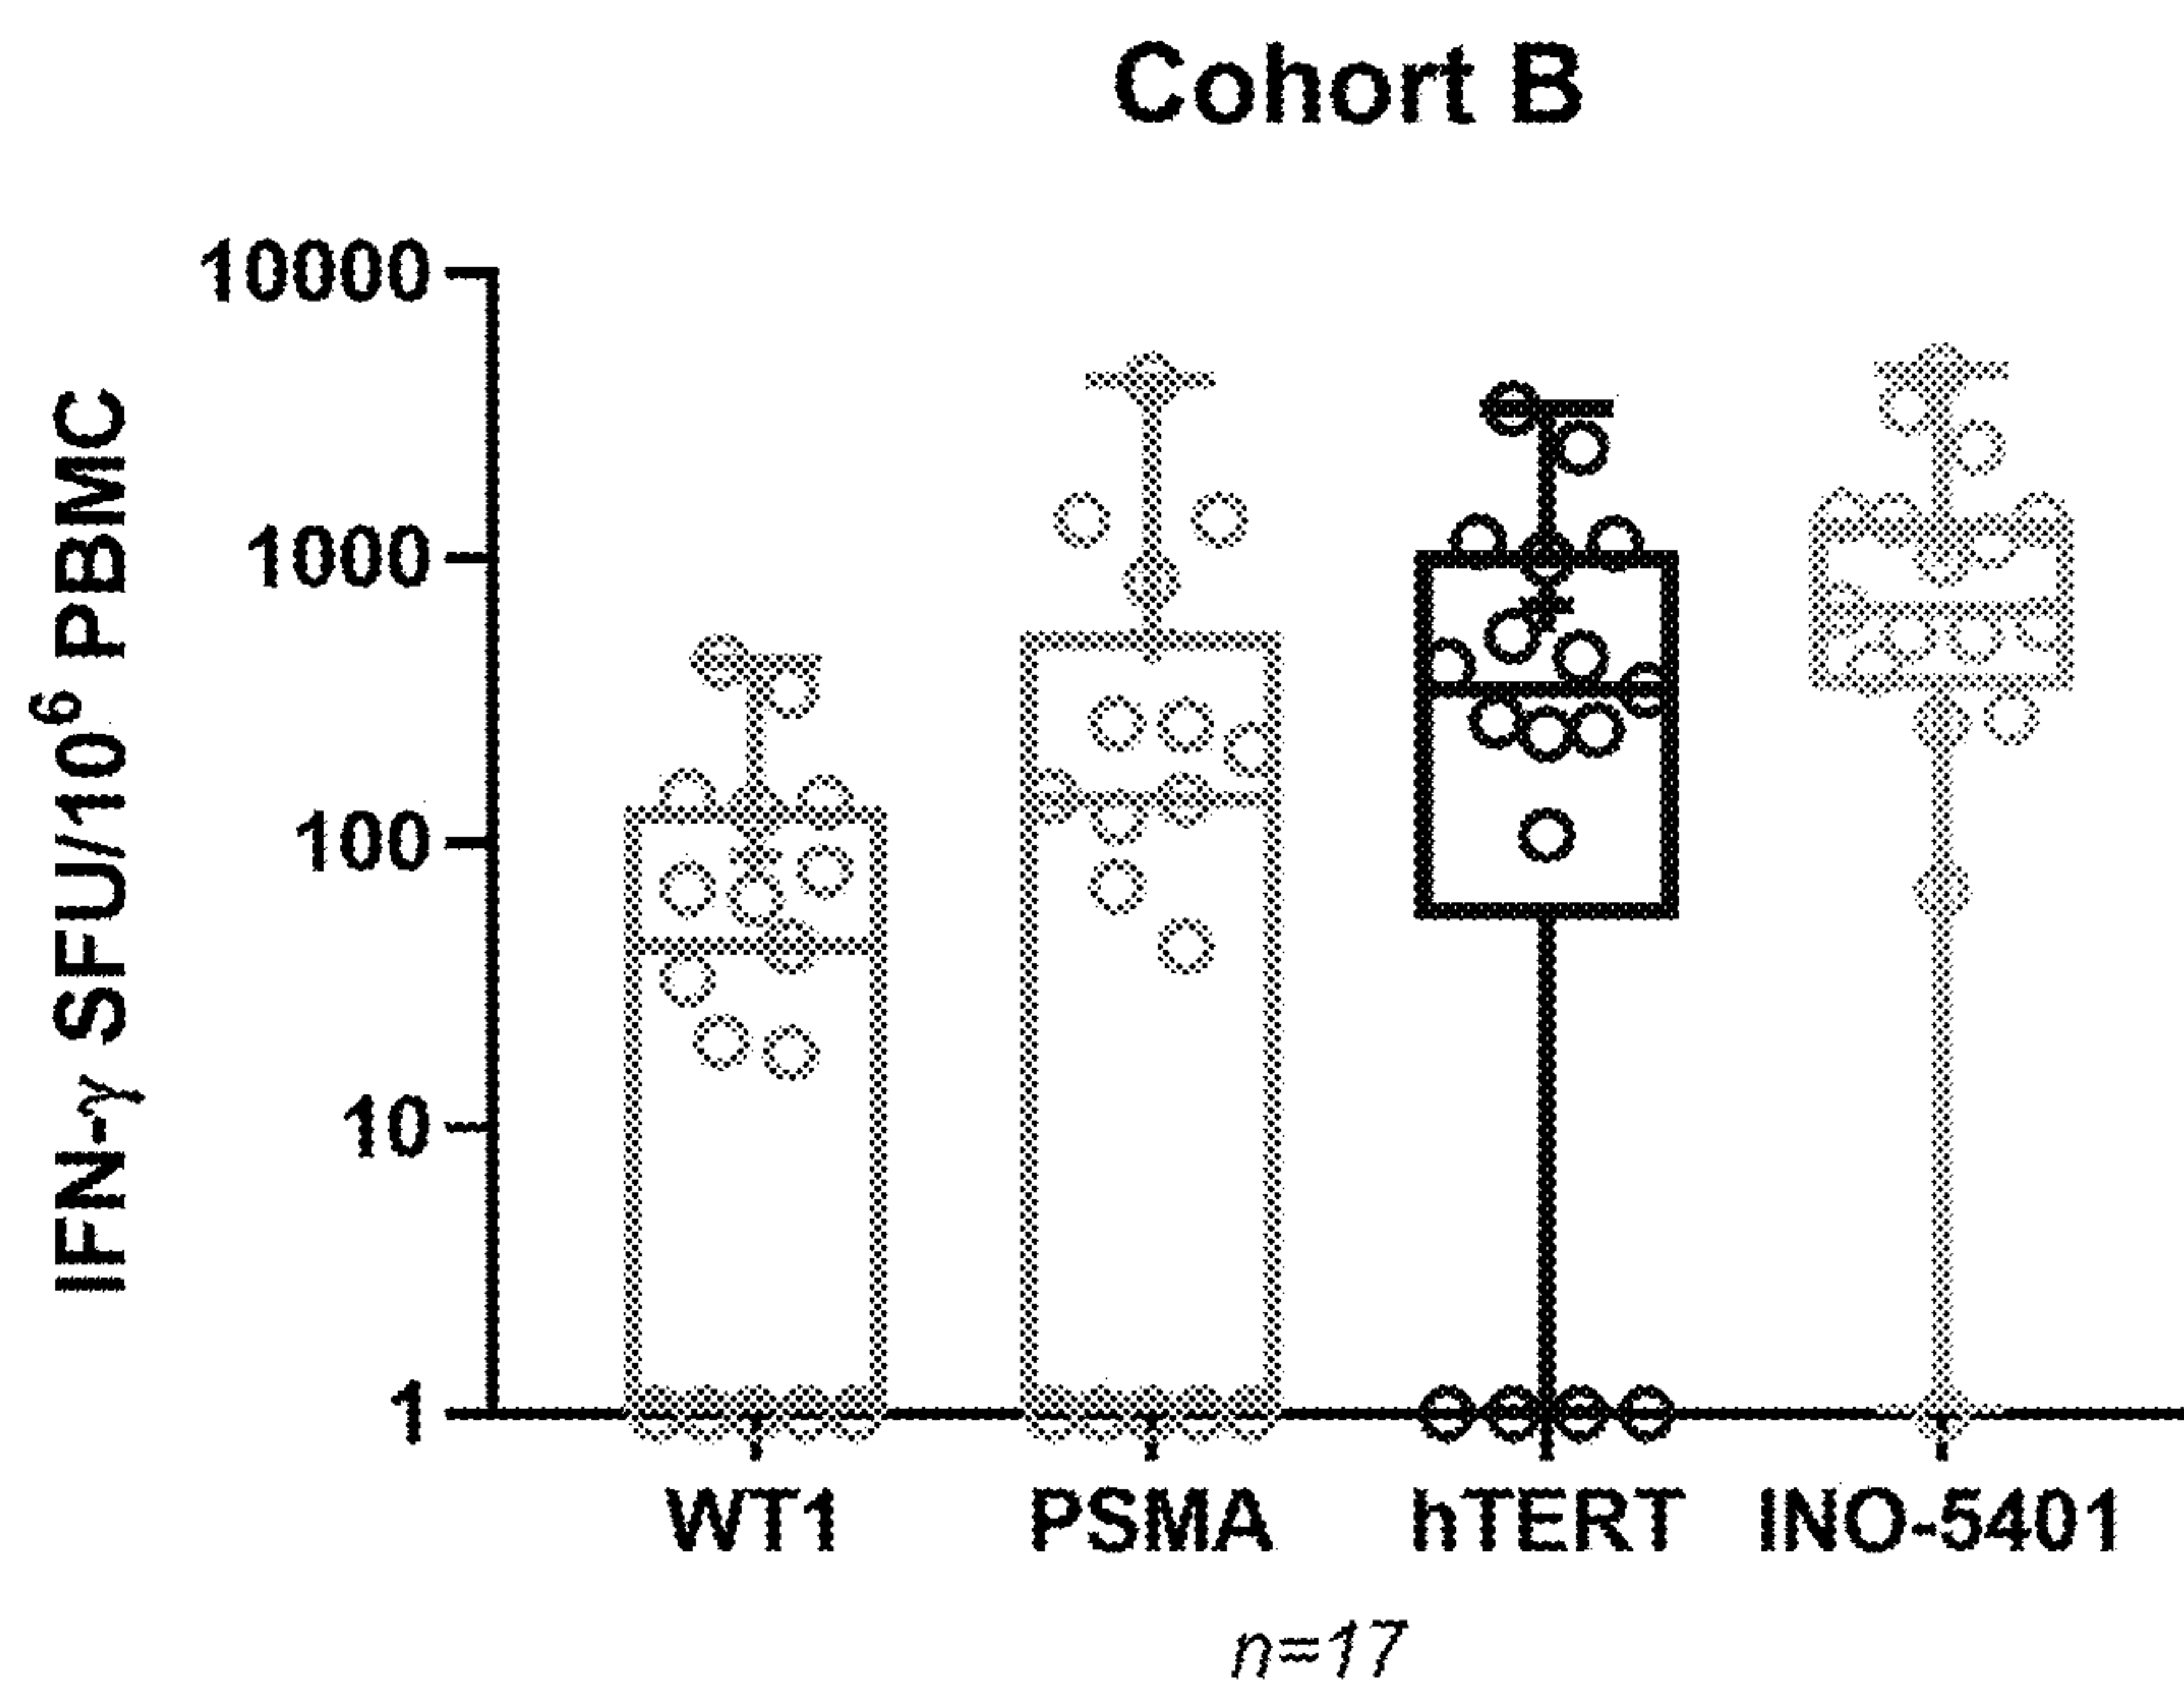 Cohort B
IFN-γ SFU/10⁶ PBMC
10000
1000
100
10
1
WT1 PSMA hTERT INO-5401
n=17